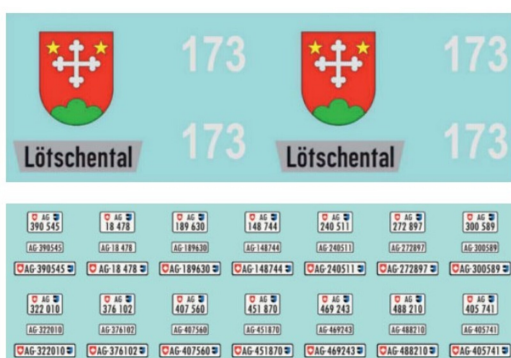 173 173
173 173
Lötschental Lötschental
AG AG AG AG AG AG AG
390 545 18 478 189 630 148 744 240 511 272 897 300 589
AG·390545 AG·18 478 AG·189630 AG·148744 AG·240511 AG·272897 AG·300589
AG·390545 AG·18 478 AG·189630 AG·148744 AG·240511 AG·272897 AG·300589
AG AG AG AG AG AG AG
322 010 376 102 407 560 451 870 469 243 488 210 405 741
AG·322010 AG·376102 AG·407560 AG·451870 AG·469243 AG·488210 AG·405741
AG·322010 AG·376102 AG·407560 AG·451870 AG·469243 AG·488210 AG·405741